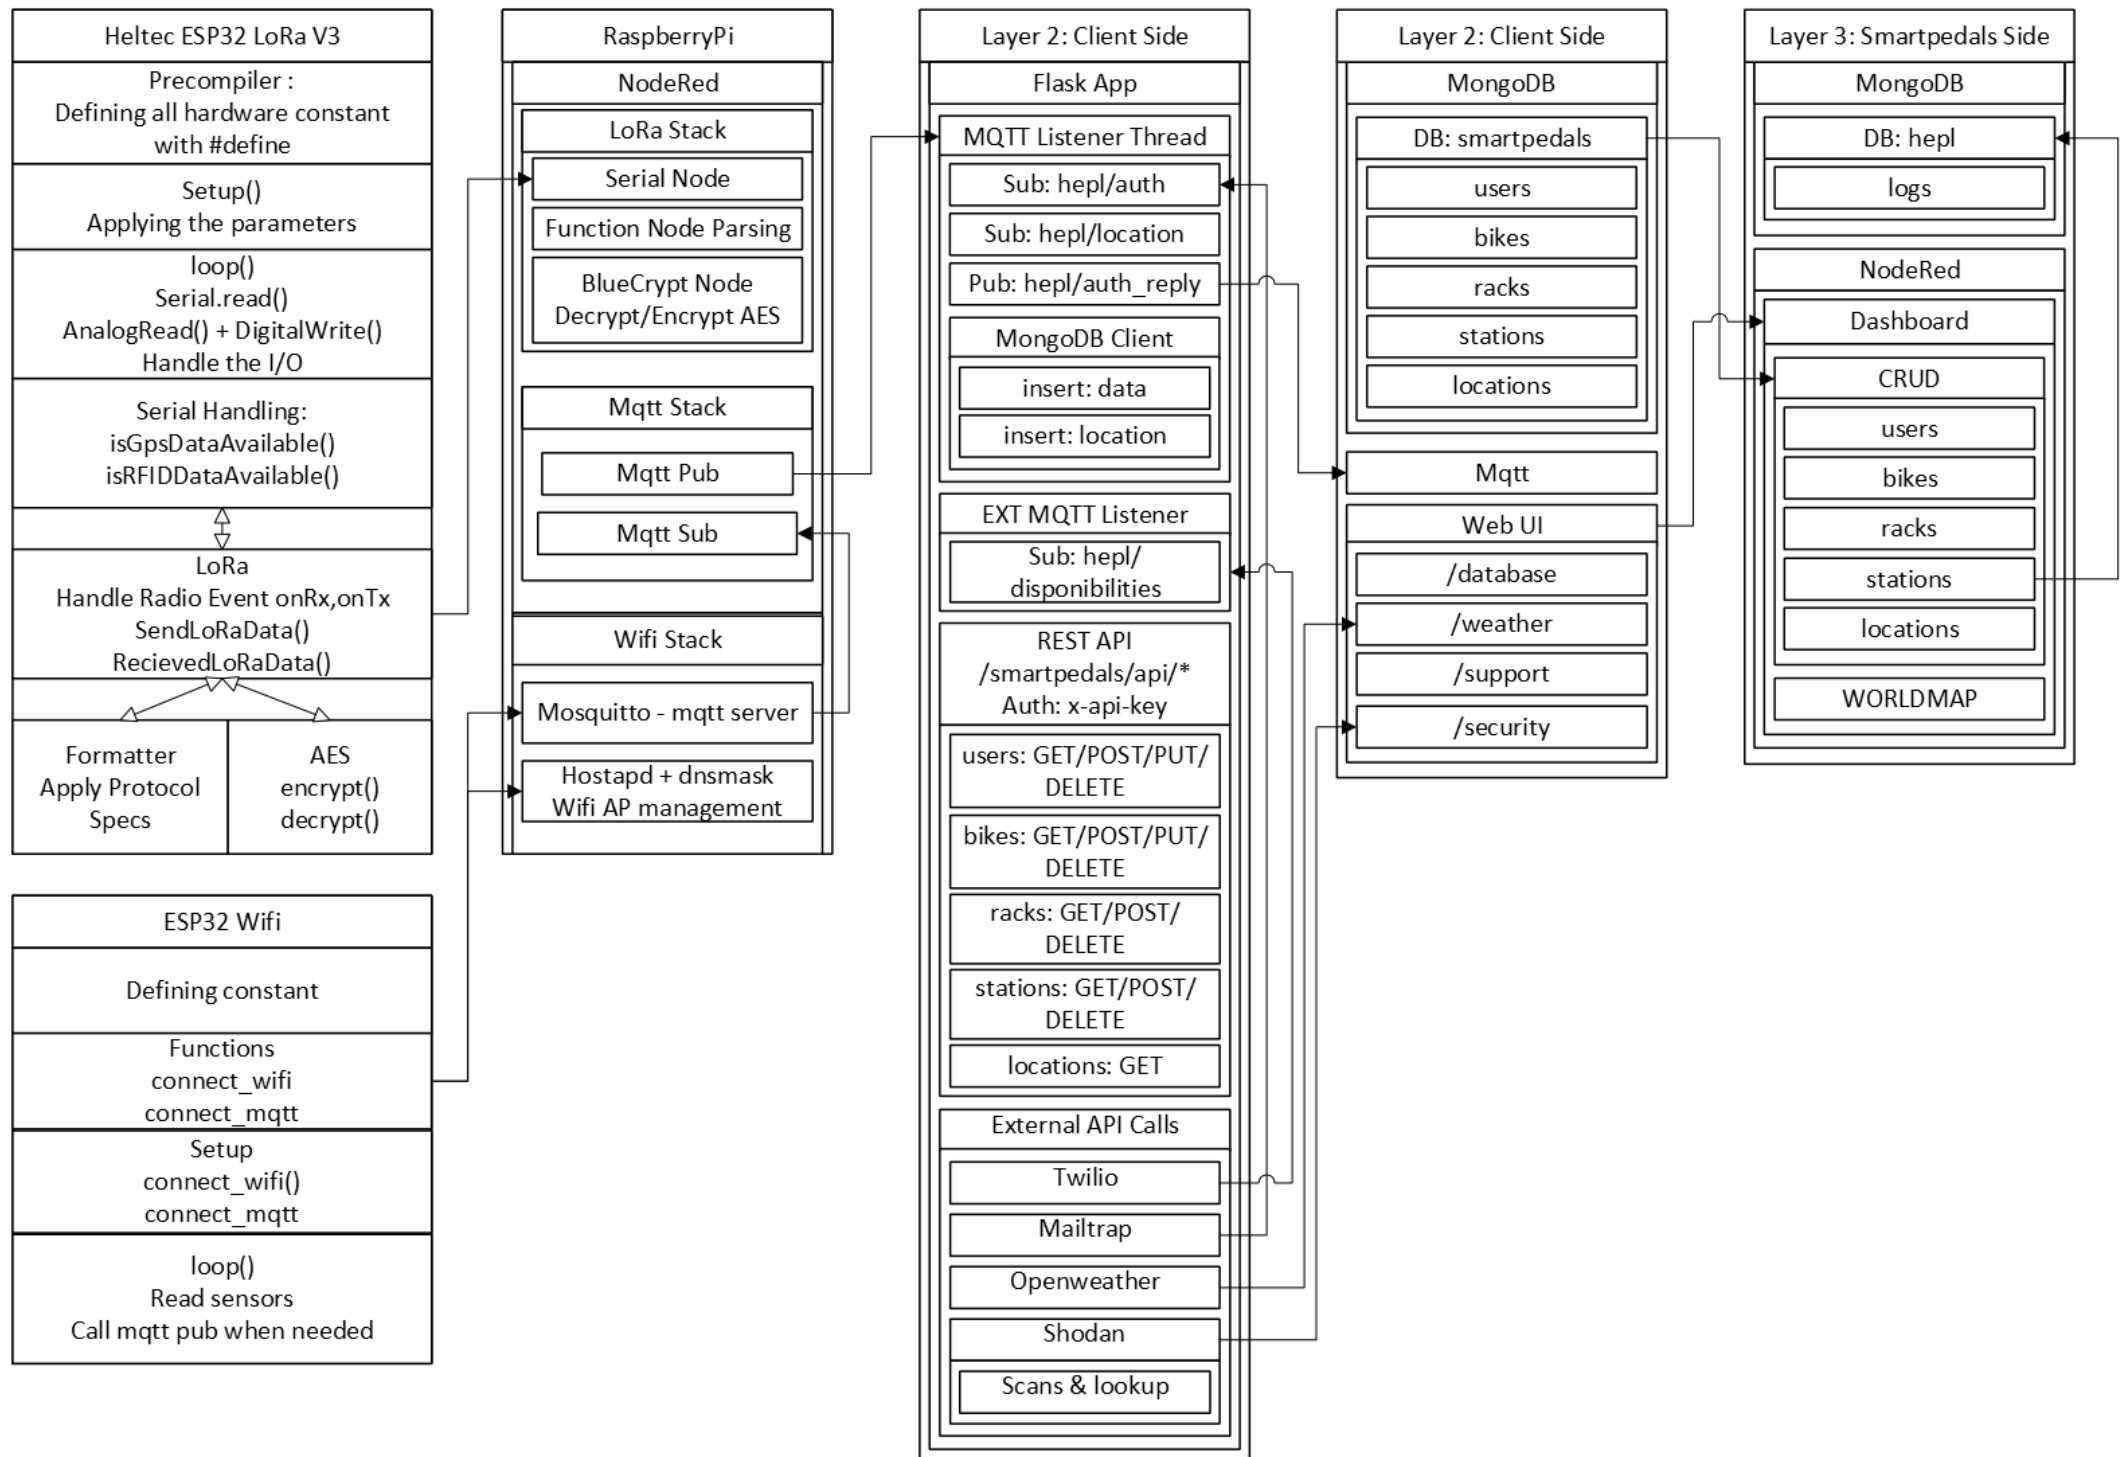 Heltec ESP32 LoRa V3
Precompiler :
Defining all hardware constant
with #define
Setup()
Applying the parameters
loop()
Serial.read()
AnalogRead() + DigitalWrite()
Handle the I/O
Serial Handling:
isGpsDataAvailable()
isRFIDDataAvailable()
LoRa
Handle Radio Event onRx,onTx
SendLoRaData()
RecievedLoRaData()
Formatter
Apply Protocol
Specs
AES
encrypt()
decrypt()
ESP32 Wifi
Defining constant
Functions
connect_wifi
connect_mqtt
Setup
connect_wifi()
connect_mqtt
loop()
Read sensors
Call mqtt pub when needed
RaspberryPi
NodeRed
LoRa Stack
Serial Node
Function Node Parsing
BlueCrypt Node
Decrypt/Encrypt AES
Mqtt Stack
Mqtt Pub
Mqtt Sub
Wifi Stack
Mosquitto - mqtt server
Hostapd + dnsmask
Wifi AP management
Layer 2: Client Side
Flask App
MQTT Listener Thread
Sub: hepl/auth
Sub: hepl/location
Pub: hepl/auth_reply
MongoDB Client
insert: data
insert: location
EXT MQTT Listener
Sub: hepl/
disponibilities
REST API
/smartpedals/api/*
Auth: x-api-key
users: GET/POST/PUT/
DELETE
bikes: GET/POST/PUT/
DELETE
racks: GET/POST/
DELETE
stations: GET/POST/
DELETE
locations: GET
External API Calls
Twilio
Mailtrap
Openweather
Shodan
Scans & lookup
Layer 2: Client Side
MongoDB
DB: smartpedals
users
bikes
racks
stations
locations
Mqtt
Web UI
/database
/weather
/support
/security
Layer 3: Smartpedals Side
MongoDB
DB: hepl
logs
NodeRed
Dashboard
CRUD
users
bikes
racks
stations
locations
WORLDMAP